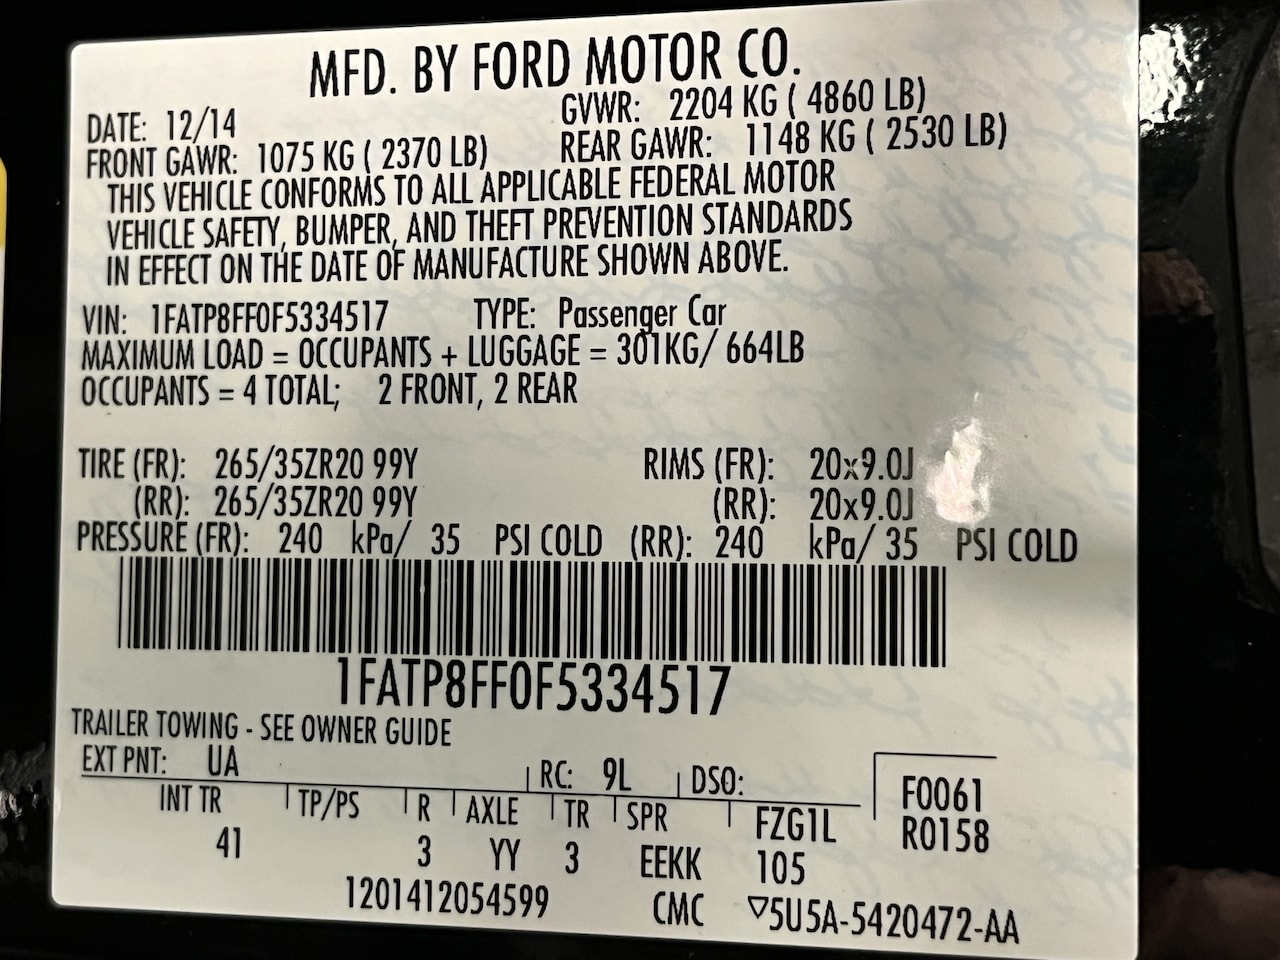 MFD. BY FORD MOTOR CO.
DATE: 12/14 GVWR: 2204 KG ( 4860 LB)
FRONT GAWR: 1075 KG ( 2370 LB) REAR GAWR: 1148 KG ( 2530 LB)
THIS VEHICLE CONFORMS TO ALL APPLICABLE FEDERAL MOTOR
VEHICLE SAFETY, BUMPER, AND THEFT PREVENTION STANDARDS
IN EFFECT ON THE DATE OF MANUFACTURE SHOWN ABOVE.
VIN: 1FATP8FF0F5334517 TYPE: Passenger Car
MAXIMUM LOAD = OCCUPANTS + LUGGAGE = 301KG/ 664LB
OCCUPANTS = 4 TOTAL; 2 FRONT, 2 REAR
TIRE (FR): 265/35ZR20 99Y RIMS (FR): 20x9.0J
(RR): 265/35ZR20 99Y (RR): 20x9.0J
PRESSURE (FR): 240 kPa/ 35 PSI COLD (RR): 240 kPa/ 35 PSI COLD
1FATP8FF0F5334517
TRAILER TOWING - SEE OWNER GUIDE
EXT PNT: UA RC: 9L DSO:
F0061
INT TR TP/PS R AXLE TR SPR FZG1L R0158
41 3 YY 3 EEKK 105
1201412054599 CMC ▽5U5A-5420472-AA